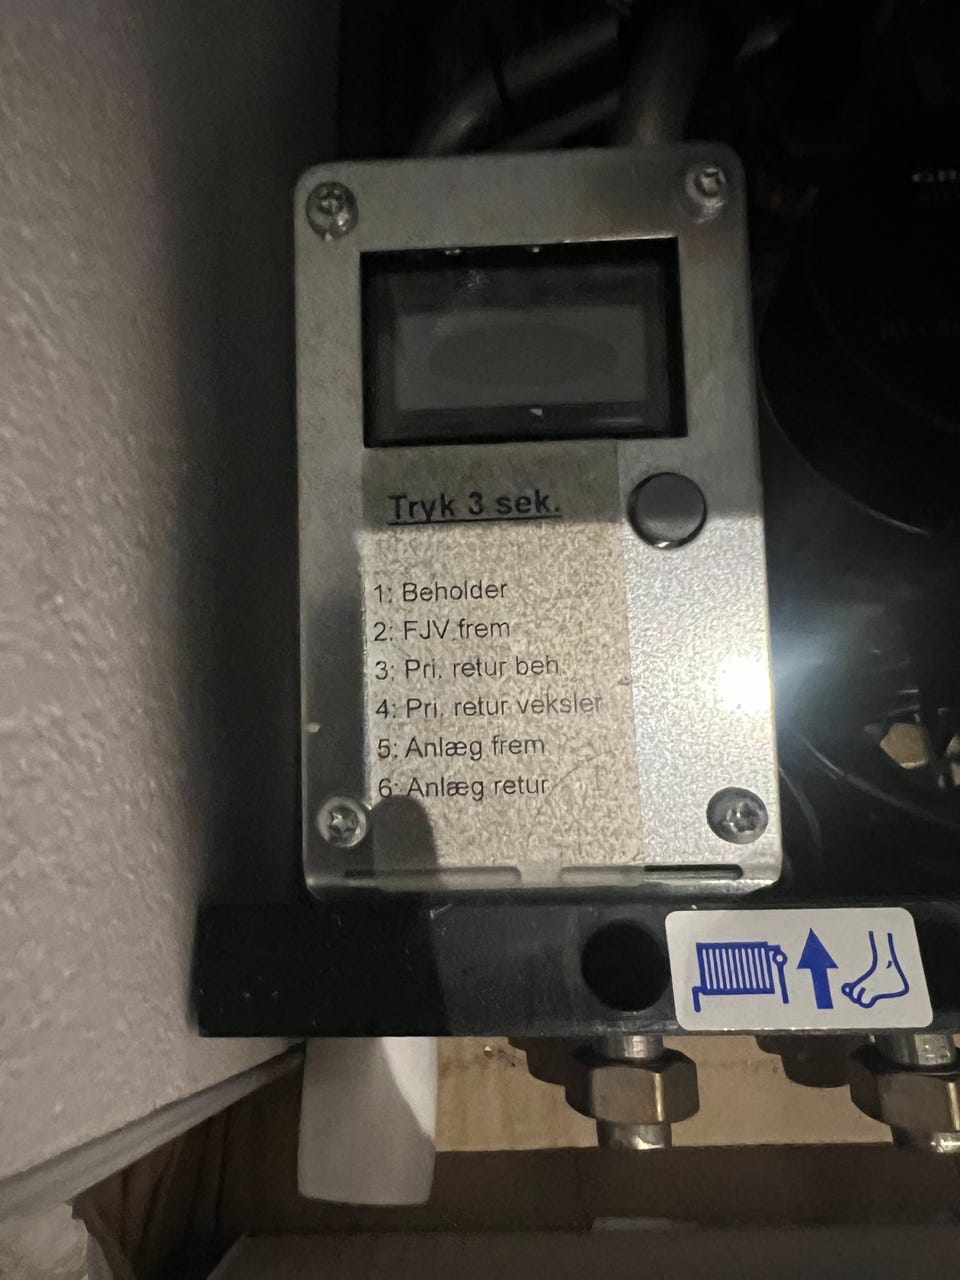 Tryk 3 sek.
1: Beholder
2: FJV frem
3: Pri. retur beh.
4: Pri. retur veksler
5: Anlæg frem
6: Anlæg retur